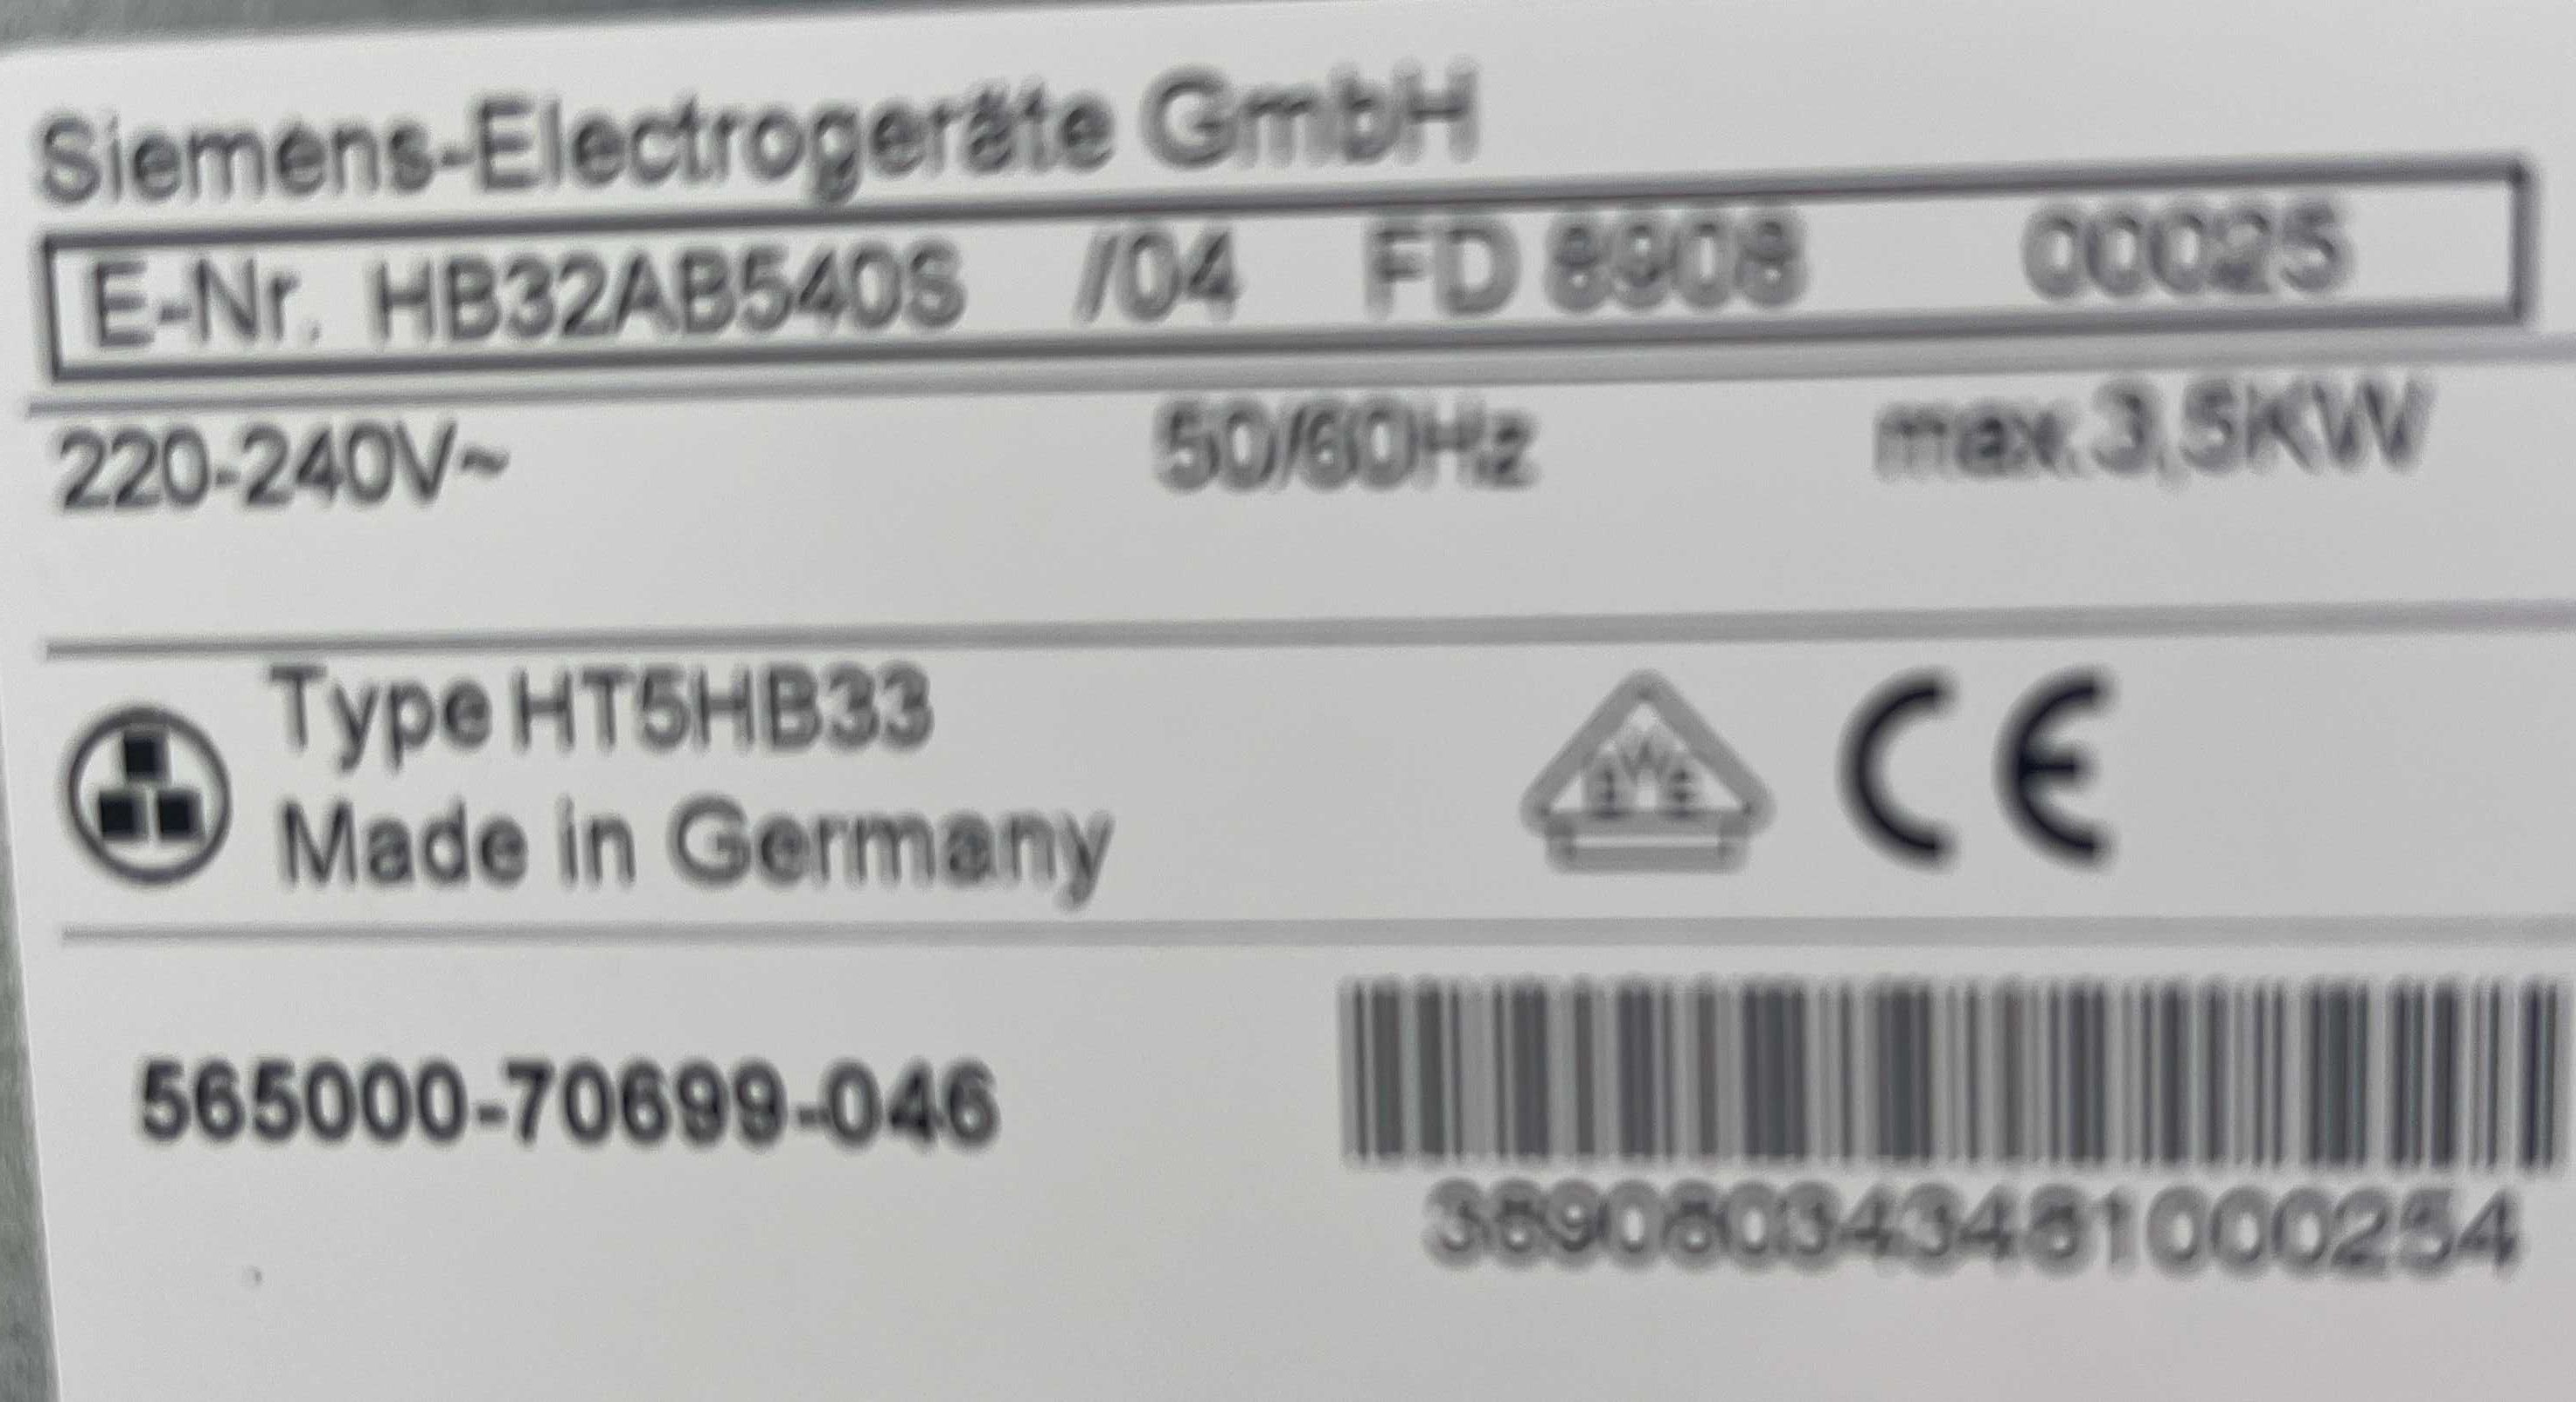 Siemens-Electrogeräte GmbH
E-Nr. HB32AB540S /04 FD 8908 00025
220-240V~ 50/60Hz max.3,5KW
Type HT5HB33
Made in Germany
565000-70699-046